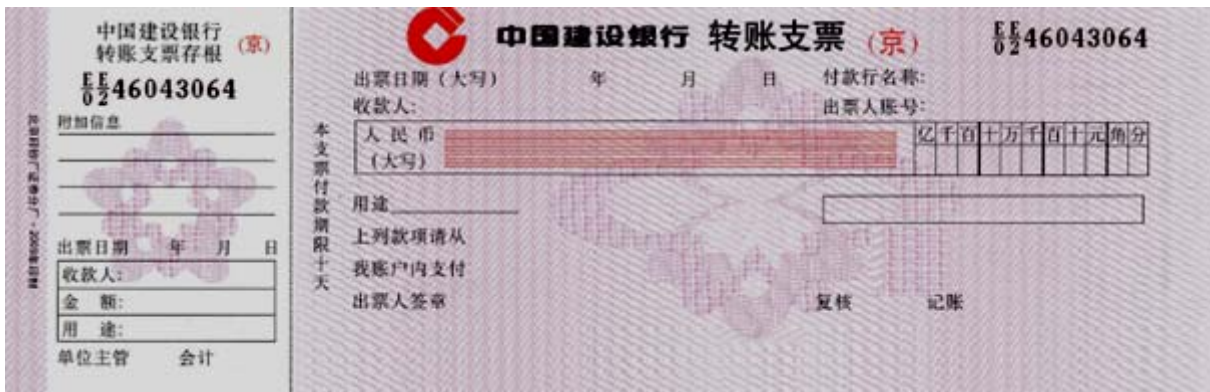 中国建设银行
转账支票存根 (京)
EE
02 46043064
附加信息
出票日期 年 月 日
收款人:
金 额:
用 途:
单位主管 会计
本支票付款期限十天
中国建设银行 转账支票 (京) EE
02 46043064
出票日期(大写) 年 月 日 付款行名称:
收款人: 出票人账号:
人民币
(大写)
亿千百十万千百十元角分
用途
上列款项请从
我账户内支付
出票人签章 复核 记账